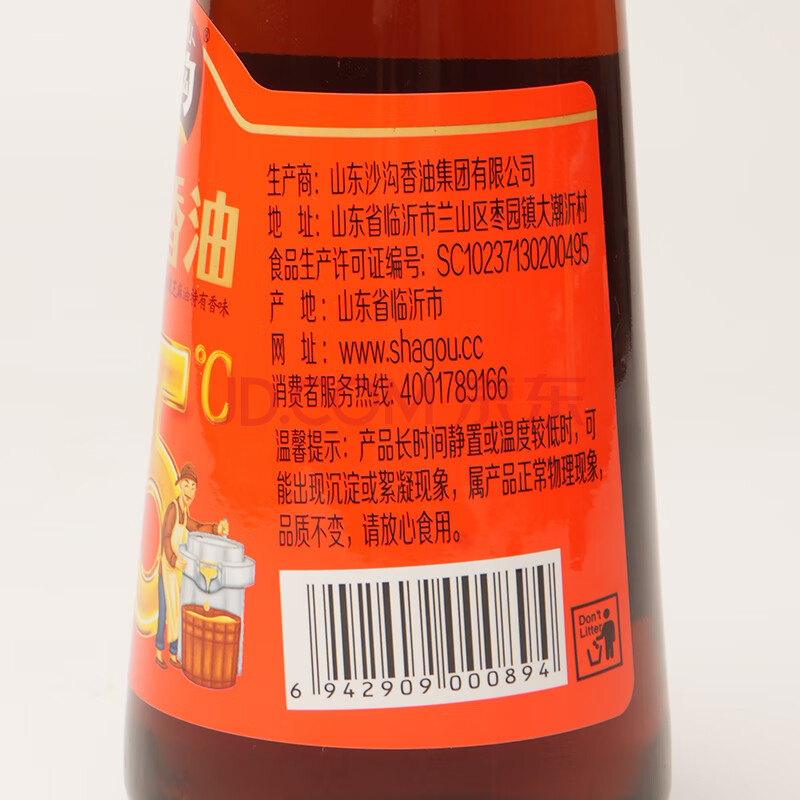 香油
生产商：山东沙沟香油集团有限公司
地 址：山东省临沂市兰山区枣园镇大潮沂村
食品生产许可证编号：SC10237130200495
产 地：山东省临沂市
网 址：www.shagou.cc
消费者服务热线：4001789166
℃
JD.COM 京东
温馨提示：产品长时间静置或温度较低时，可
能出现沉淀或絮凝现象，属产品正常物理现象，
品质不变，请放心食用。
Don't
Litter
6 942909 000894